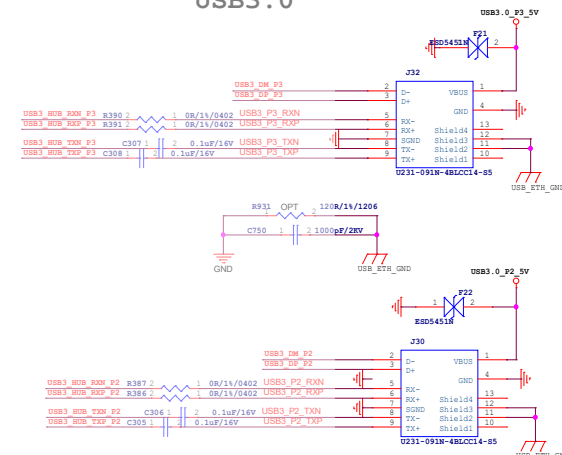 USB3.0
USB3.0_P3_5V
F21
ESD5451N 2
J32
USB3_DM_P3 2 D- VBUS 1
USB3_DP_P3 3 D+
GND 4
USB3_HUB_RXN_P3 R390 2 1 0R/1%/0402 USB3_P3_RXN 5 RX-
USB3_HUB_RXP_P3 R391 2 1 0R/1%/0402 USB3_P3_RXP 6 RX+ Shield4 13
7 SGND Shield3 12
USB3_HUB_TXN_P3 C307 1 2 0.1uF/16V USB3_P3_TXN 8 TX- Shield2 11
USB3_HUB_TXP_P3 C308 1 2 0.1uF/16V USB3_P3_TXP 9 TX+ Shield1 10
U231-091N-4BLCC14-S5
USB_ETH_GND
R931 OPT 120R/1%/1206
1 2
C750 1 2 1000pF/2KV
GND USB_ETH_GND
USB3.0_P2_5V
F22
1 2
ESD5451N
J30
USB3_DM_P2 2 D- VBUS 1
USB3_DP_P2 3 D+
GND 4
USB3_HUB_RXN_P2 R387 2 1 0R/1%/0402 USB3_P2_RXN 5 RX-
USB3_HUB_RXP_P2 R386 2 1 0R/1%/0402 USB3_P2_RXP 6 RX+ Shield4 13
7 SGND Shield3 12
USB3_HUB_TXN_P2 C306 1 2 0.1uF/16V USB3_P2_TXN 8 TX- Shield2 11
USB3_HUB_TXP_P2 C305 1 2 0.1uF/16V USB3_P2_TXP 9 TX+ Shield1 10
U231-091N-4BLCC14-S5